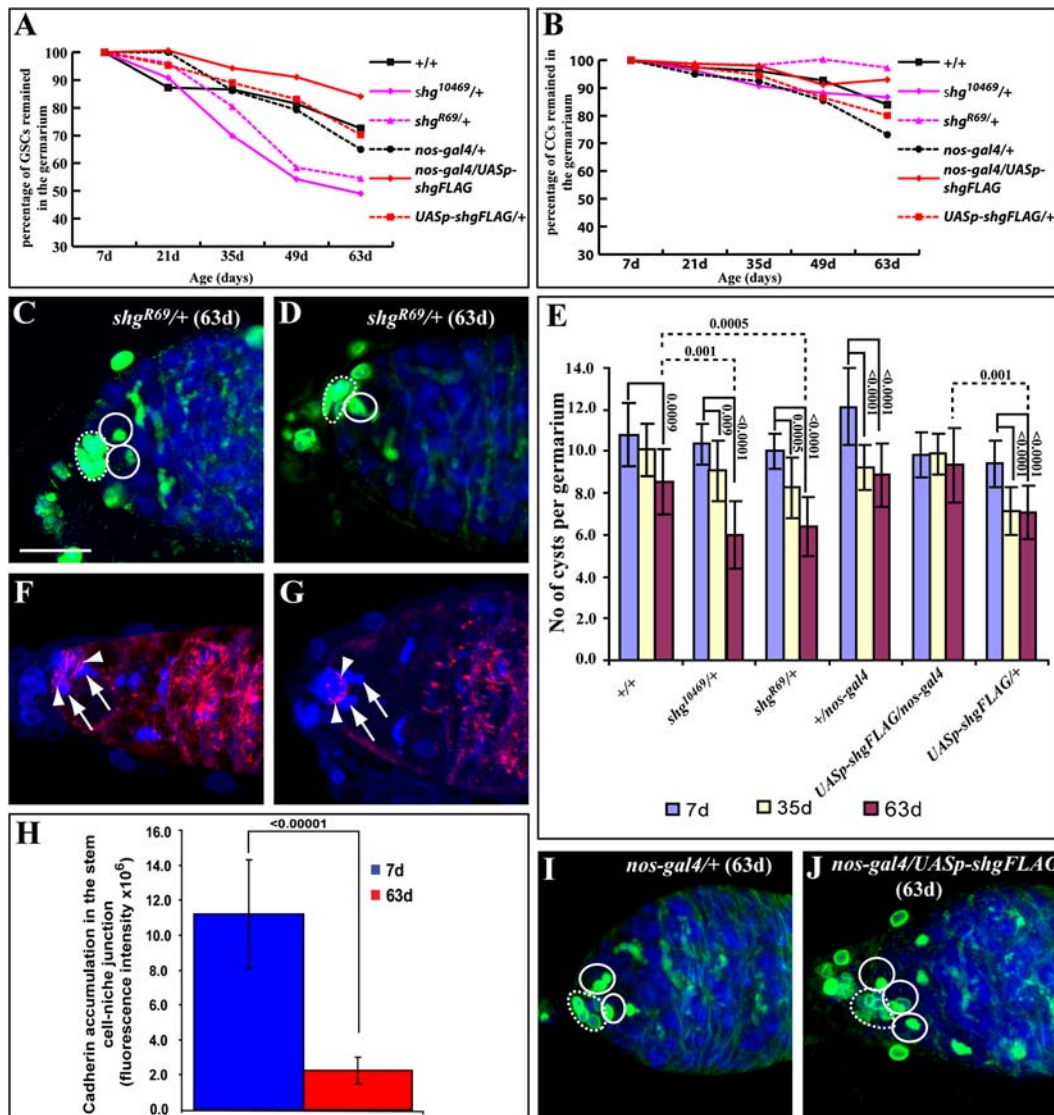 A
percentage of GSCs remained
in the germarium
100
90
80
70
60
50
40
30
7d
21d
35d
49d
63d
Age (days)
+/+
shg10469/+
shgR69/+
nos-gal4/+
nos-gal4/UASp-
shgFLAG
UASp-shgFLAG/+
B
percentage of CCs remained in
the germarium
100
90
80
70
60
50
40
30
7d
21d
35d
49d
63d
Age (days)
+/+
shg10469/+
shgR69/+
nos-gal4/+
nos-gal4/UASp-
shgFLAG
UASp-shgFLAG/+
C
shgR69/+ (63d)
D
shgR69/+ (63d)
E
No of cysts per germarium
12.0
10.0
8.0
6.0
4.0
2.0
0.0
0.0005
0.001
0.001
0.0009
0.009
<0.0001
0.0005
<0.0001
<0.0001
<0.0001
<0.0001
<0.0001
+/+
shg10469/+
shgR69/+
+/nos-gal4
UASp-shgFLAG/nos-gal4
UASp-shgFLAG/+
7d
35d
63d
F
G
H
Cadherin accumulation in the stem
cell-niche junction
(fluorescence intensity x106)
16.0
14.0
12.0
10.0
8.0
6.0
4.0
2.0
0.0
<0.00001
7d
63d
I
nos-gal4/+ (63d)
J
nos-gal4/UASp-shgFLAG
(63d)